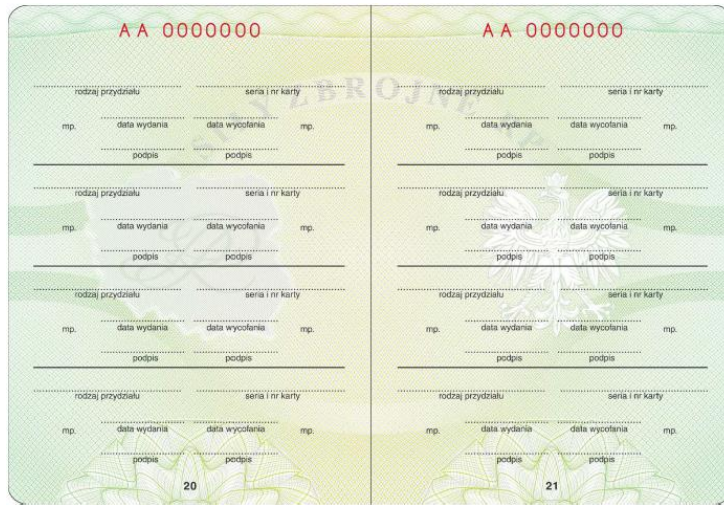 AA 0000000
SIŁY ZBROJNE RP
rodzaj przydziału seria i nr karty
mp. data wydania data wycofania mp.
podpis podpis
rodzaj przydziału seria i nr karty
mp. data wydania data wycofania mp.
podpis podpis
rodzaj przydziału seria i nr karty
mp. data wydania data wycofania mp.
podpis podpis
rodzaj przydziału seria i nr karty
mp. data wydania data wycofania mp.
podpis podpis
20
AA 0000000
rodzaj przydziału seria i nr karty
mp. data wydania data wycofania mp.
podpis podpis
rodzaj przydziału seria i nr karty
mp. data wydania data wycofania mp.
podpis podpis
rodzaj przydziału seria i nr karty
mp. data wydania data wycofania mp.
podpis podpis
rodzaj przydziału seria i nr karty
mp. data wydania data wycofania mp.
podpis podpis
21